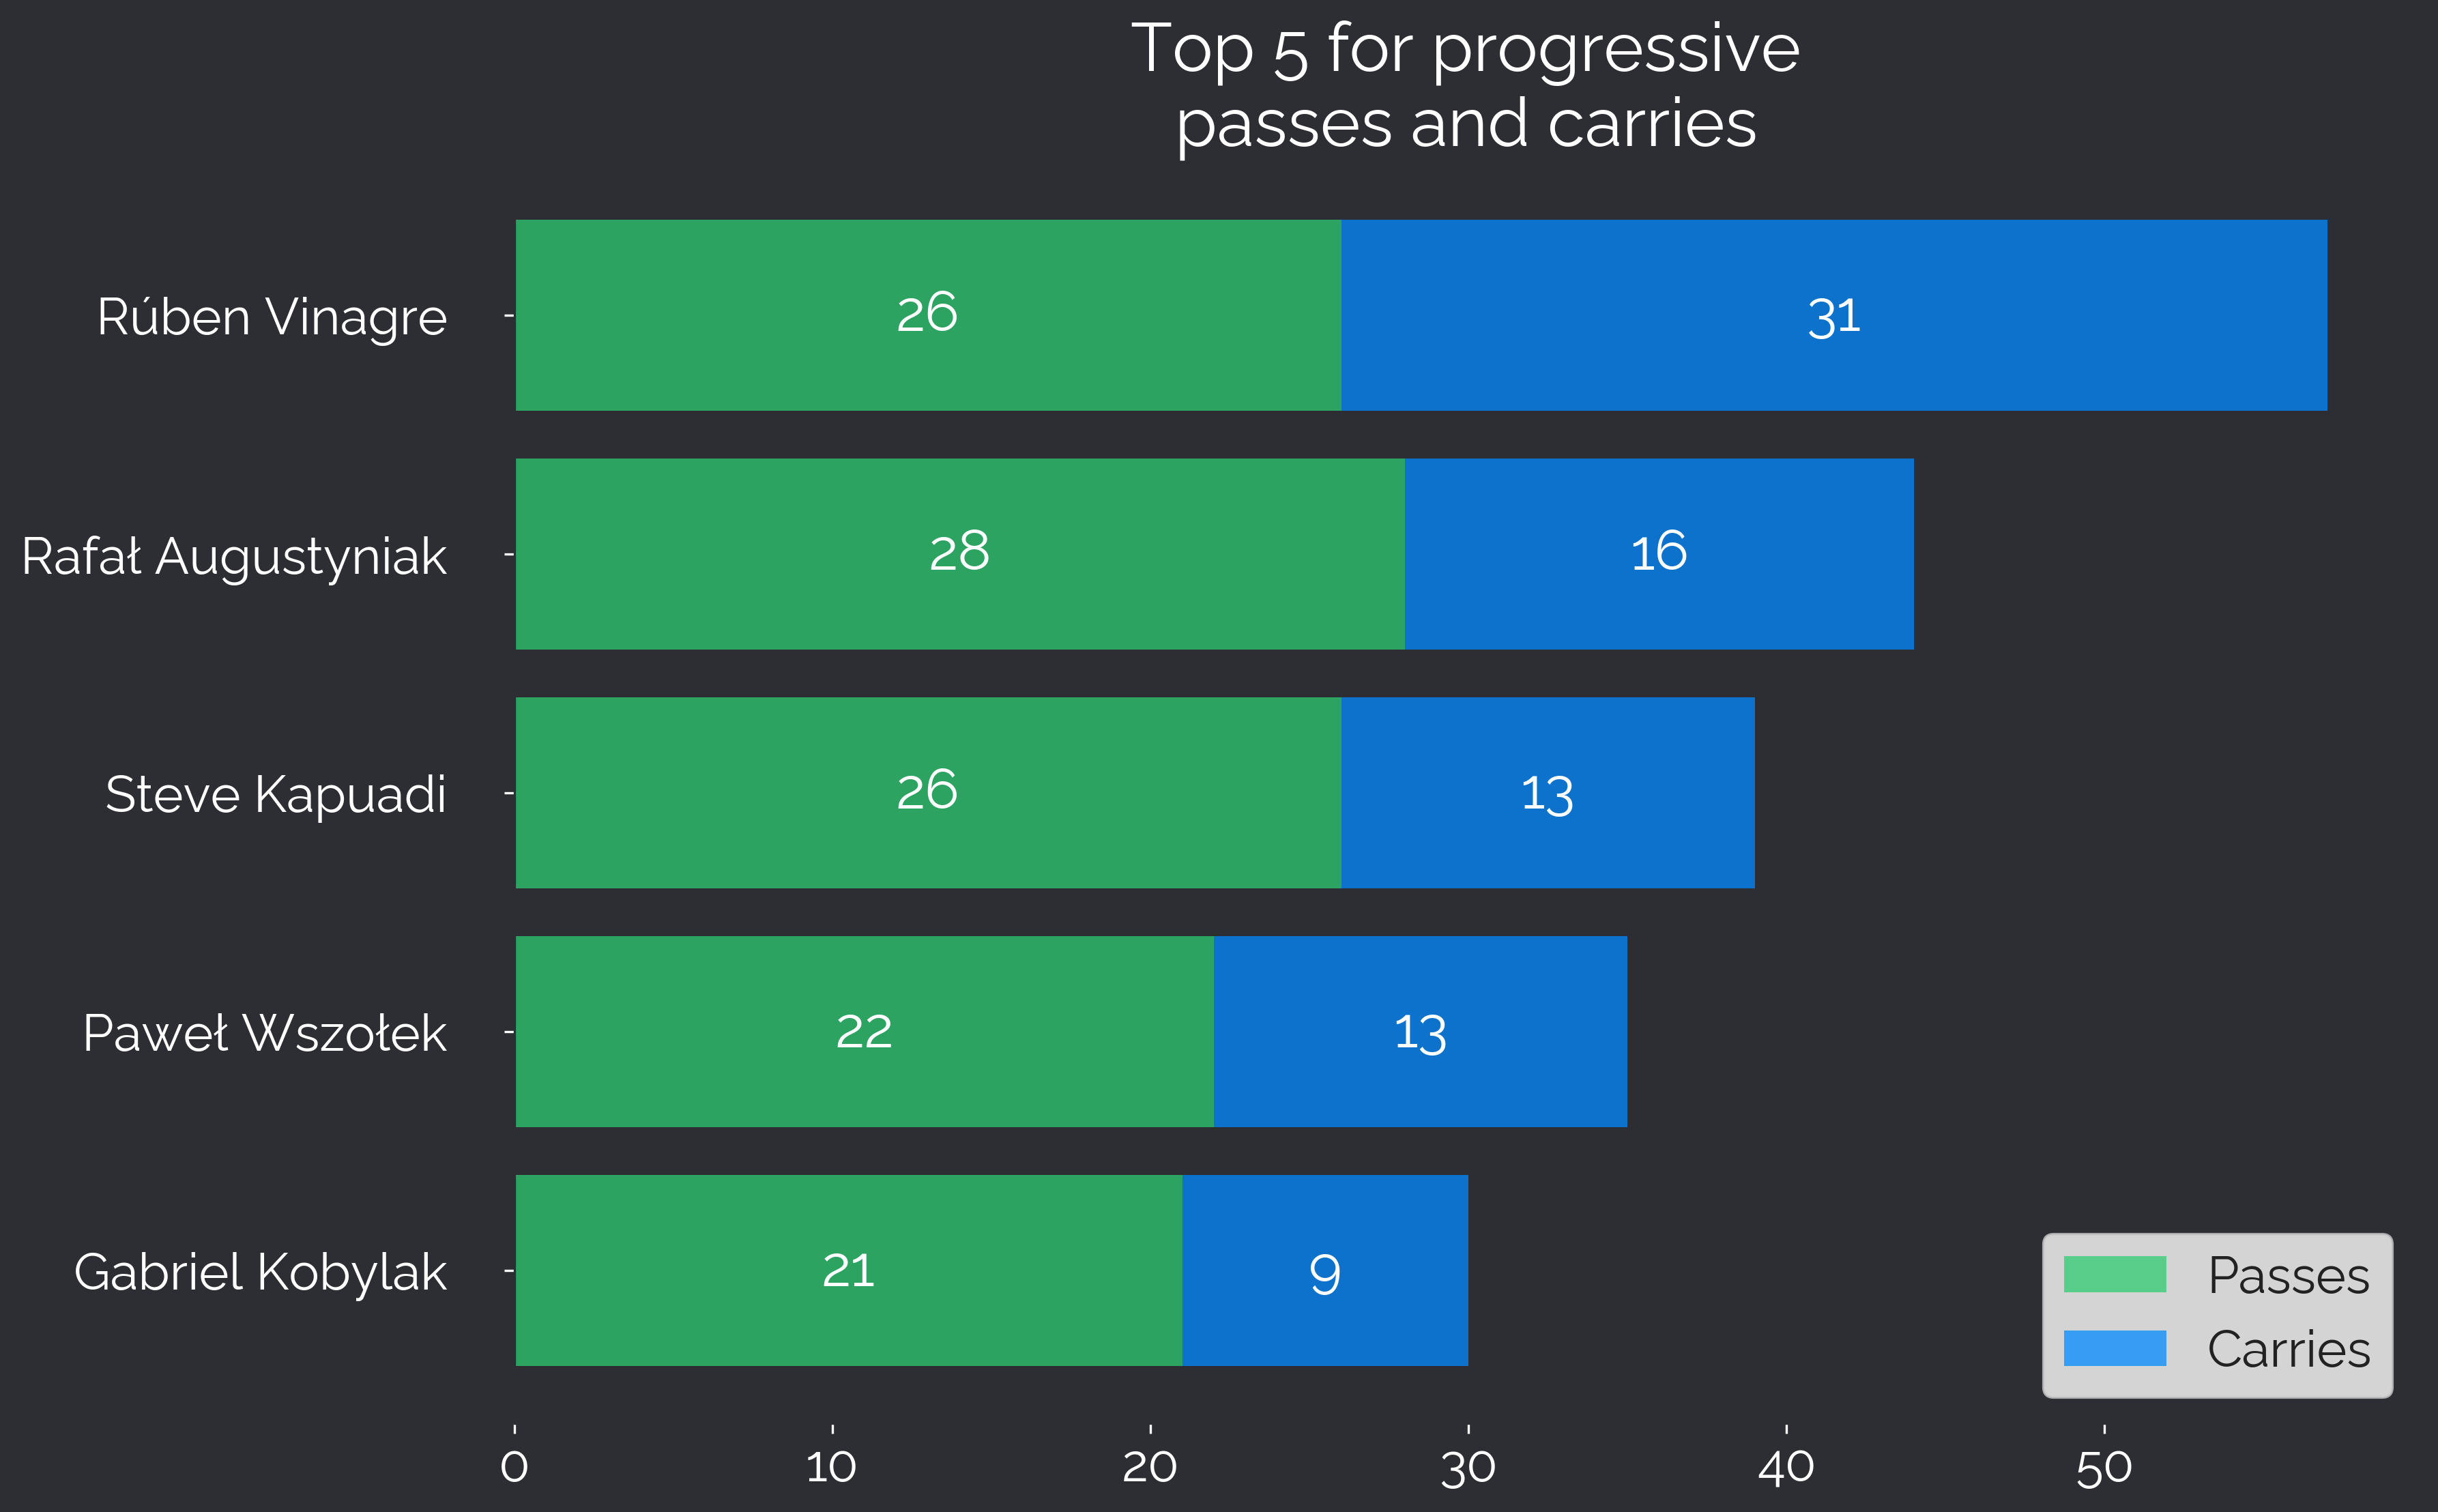 Top 5 for progressive
passes and carries
Rúben Vinagre 26 31
Rafał Augustyniak 28 16
Steve Kapuadi 26 13
Paweł Wszołek 22 13
Gabriel Kobylak 21 9
Passes
Carries
0 10 20 30 40 50